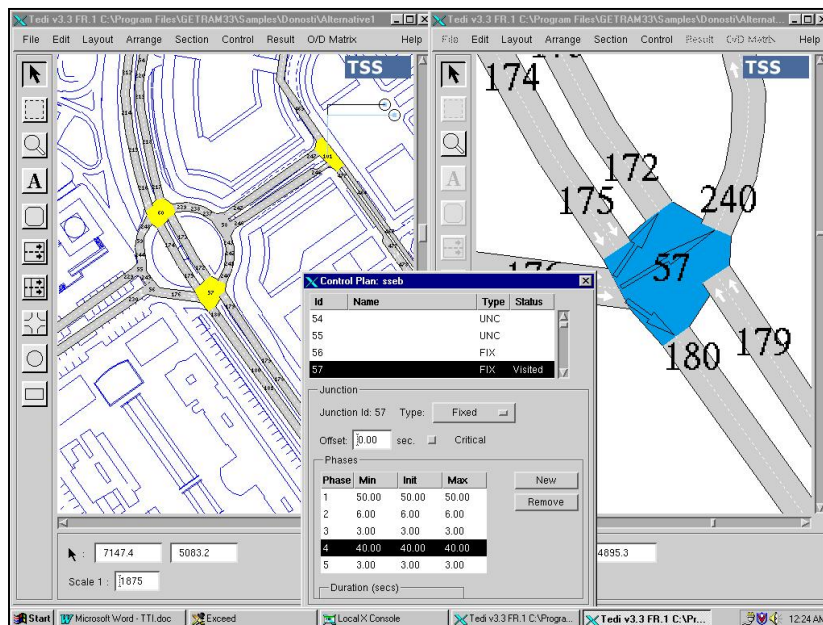 Tedi v3.3 FR.1 C:\Program Files\GETRAM33\Samples\Donosti\Alternative1
File Edit Layout Arrange Section Control Result O/D Matrix Help
TSS
A
60
57
101
7147.4 5083.2
Scale 1 : 1875
Tedi v3.3 FR.1 C:\Program Files\GETRAM33\Samples\Donosti\Alternat...
File Edit Layout Arrange Section Control Result O/D Matrix Help
TSS
A
174
172
175
240
176
57
180
179
4895.3
Control Plan: sseb
Id Name Type Status
54 UNC
55 UNC
56 FIX
57 FIX Visited
Junction
Junction Id: 57 Type: Fixed
Offset: 0.00 sec. Critical
Phases
Phase Min Init Max
1 50.00 50.00 50.00
2 6.00 6.00 6.00
3 3.00 3.00 3.00
4 40.00 40.00 40.00
5 3.00 3.00 3.00
New
Remove
Duration (secs)
Start Microsoft Word - TTI.doc Exceed Local X Console Tedi v3.3 FR.1 C:\Progra... Tedi v3.3 FR.1 C:\Pr... 12:24 AM